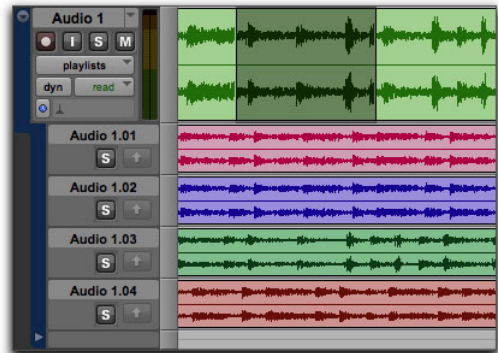 Audio 1
I S M
playlists
dyn read
Audio 1.01
S
Audio 1.02
S
Audio 1.03
S
Audio 1.04
S